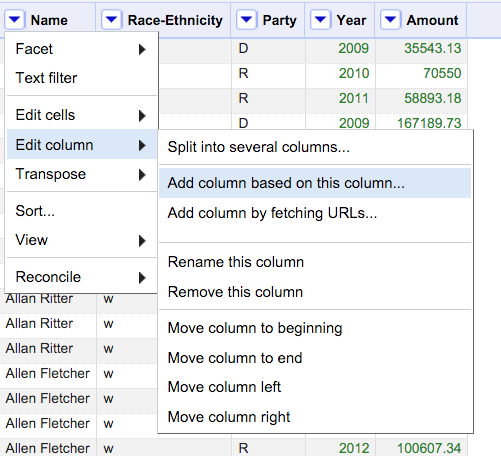 Name Race-Ethnicity Party Year Amount
Facet
Text filter
Edit cells
Edit column
Transpose
Sort...
View
Reconcile
D 2009 35543.13
R 2010 70550
R 2011 58893.18
D 2009 167189.73
Split into several columns...
Add column based on this column...
Add column by fetching URLs...
Rename this column
Remove this column
Move column to beginning
Move column to end
Move column left
Move column right
Allan Ritter w
Allan Ritter w
Allan Ritter w
Allen Fletcher w
Allen Fletcher w
Allen Fletcher w
Allen Fletcher w R 2012 100607.34